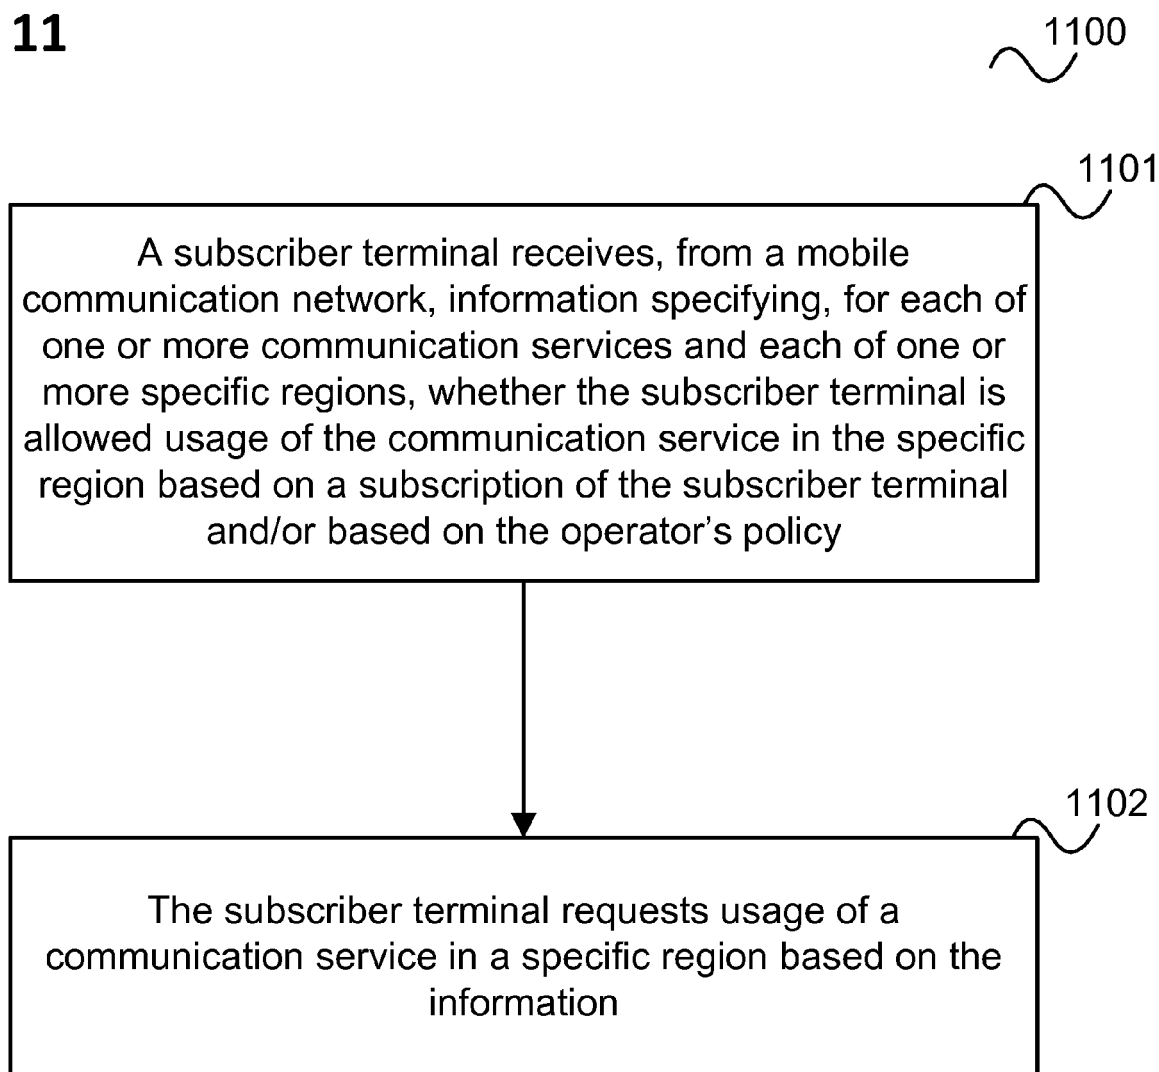 11
1100
1101
A subscriber terminal receives, from a mobile
communication network, information specifying, for each of
one or more communication services and each of one or
more specific regions, whether the subscriber terminal is
allowed usage of the communication service in the specific
region based on a subscription of the subscriber terminal
and/or based on the operator’s policy
1102
The subscriber terminal requests usage of a
communication service in a specific region based on the
information